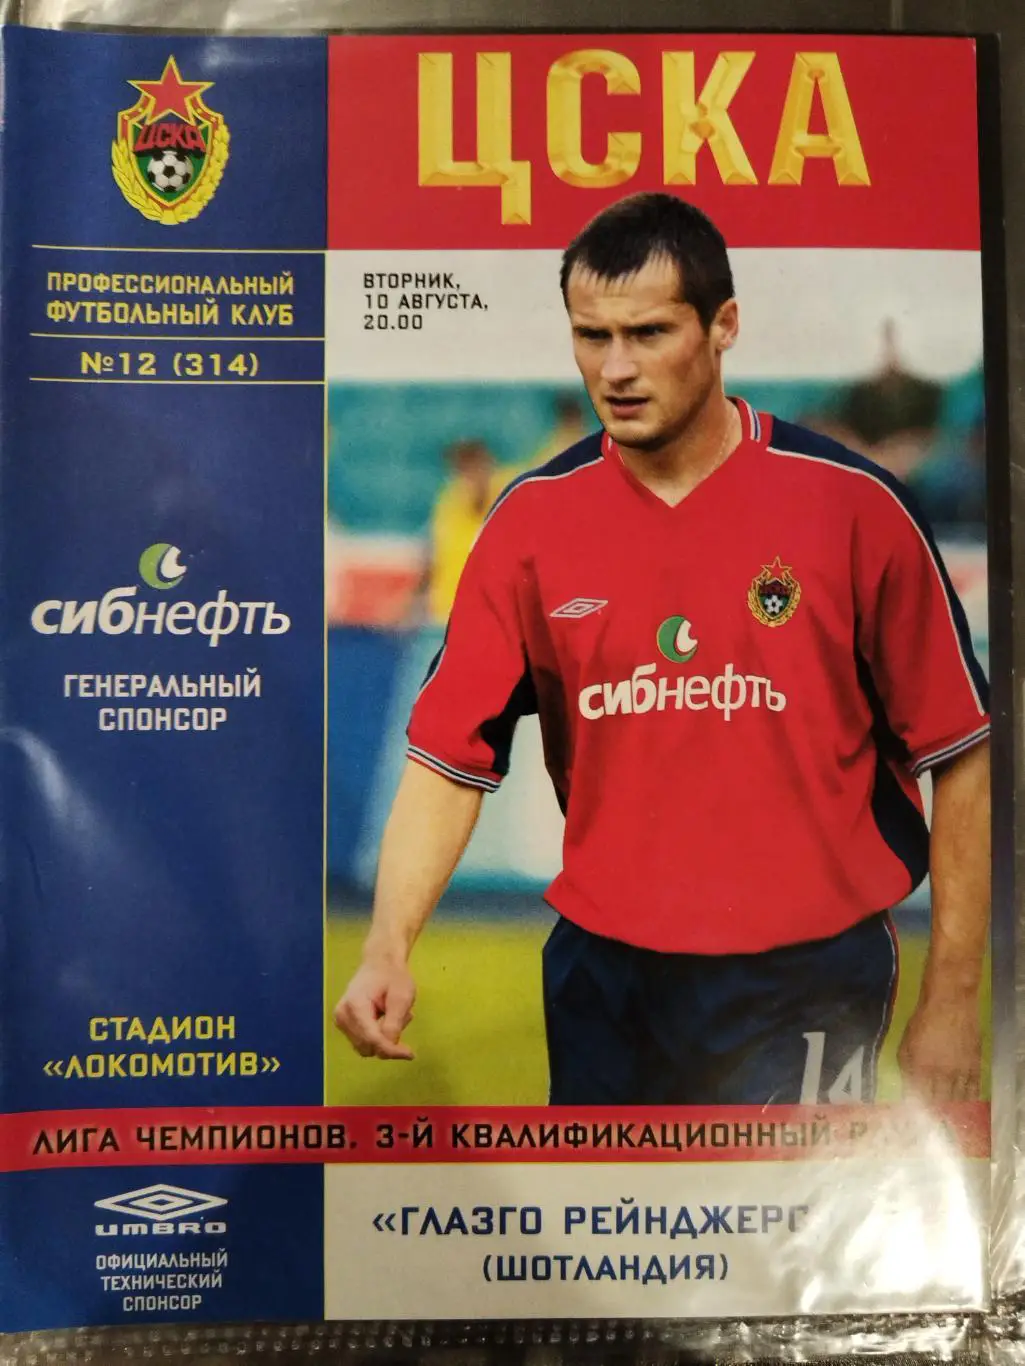 ЦСКА
ЦСКА
ПРОФЕССИОНАЛЬНЫЙ
ФУТБОЛЬНЫЙ КЛУБ
№12 (314)
ВТОРНИК,
10 АВГУСТА,
20.00
сибнефть
ГЕНЕРАЛЬНЫЙ
СПОНСОР
ЦСКА
сибнефть
14
СТАДИОН
«ЛОКОМОТИВ»
ЛИГА ЧЕМПИОНОВ. 3-Й КВАЛИФИКАЦИОННЫЙ
umbro
ОФИЦИАЛЬНЫЙ
ТЕХНИЧЕСКИЙ
СПОНСОР
«ГЛАЗГО РЕЙНДЖЕРС
(ШОТЛАНДИЯ)